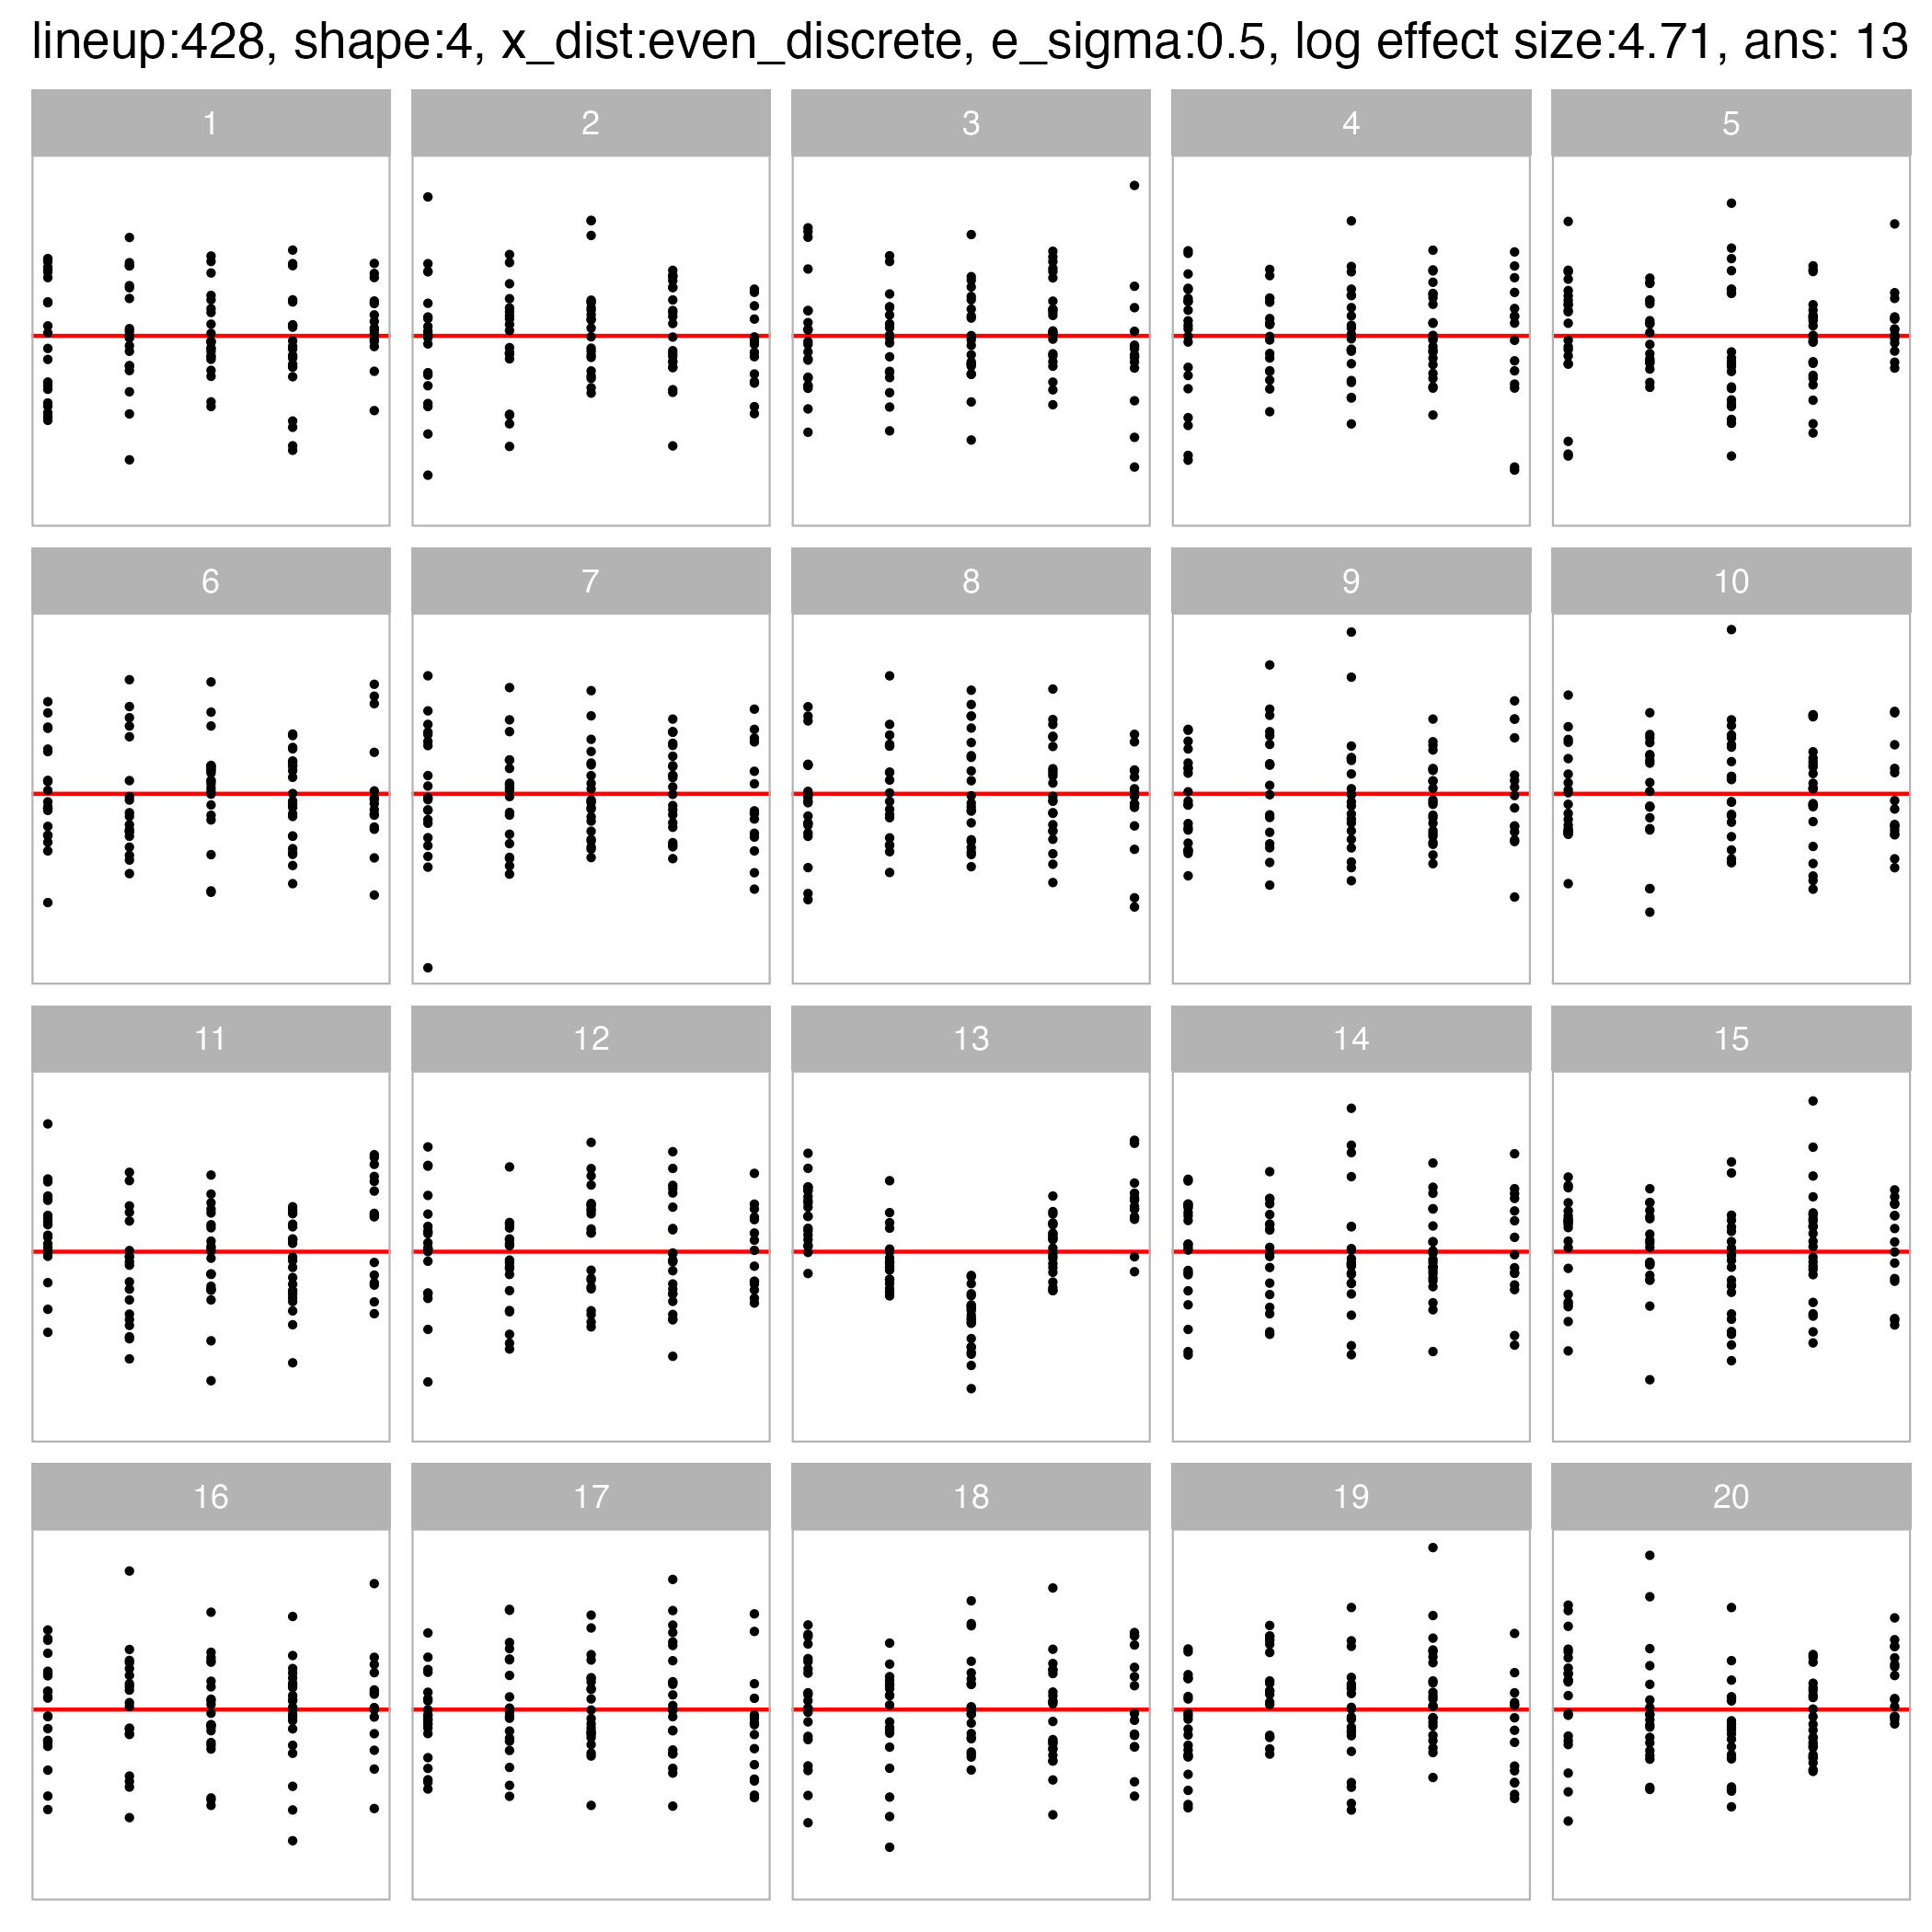 lineup:428, shape:4, x_dist:even_discrete, e_sigma:0.5, log effect size:4.71, ans: 13
1 2 3 4 5
6 7 8 9 10
11 12 13 14 15
16 17 18 19 20